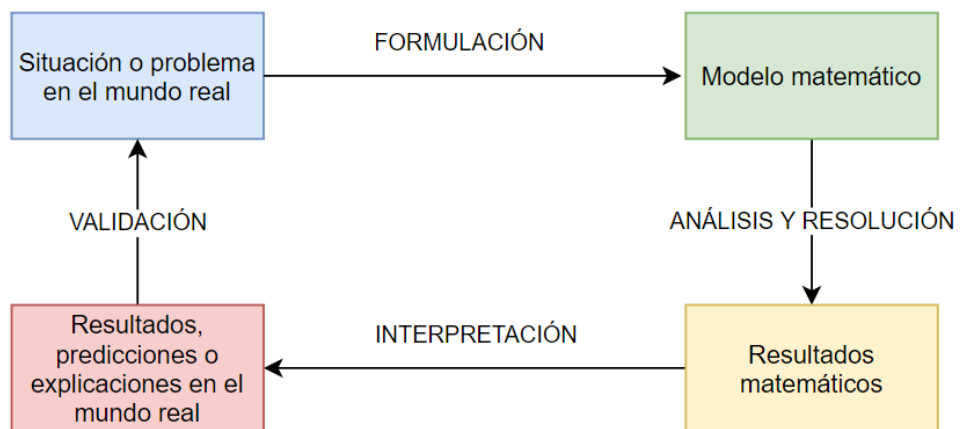 Situación o problema
en el mundo real
FORMULACIÓN
Modelo matemático
VALIDACIÓN
ANÁLISIS Y RESOLUCIÓN
Resultados,
predicciones o
explicaciones en el
mundo real
INTERPRETACIÓN
Resultados
matemáticos